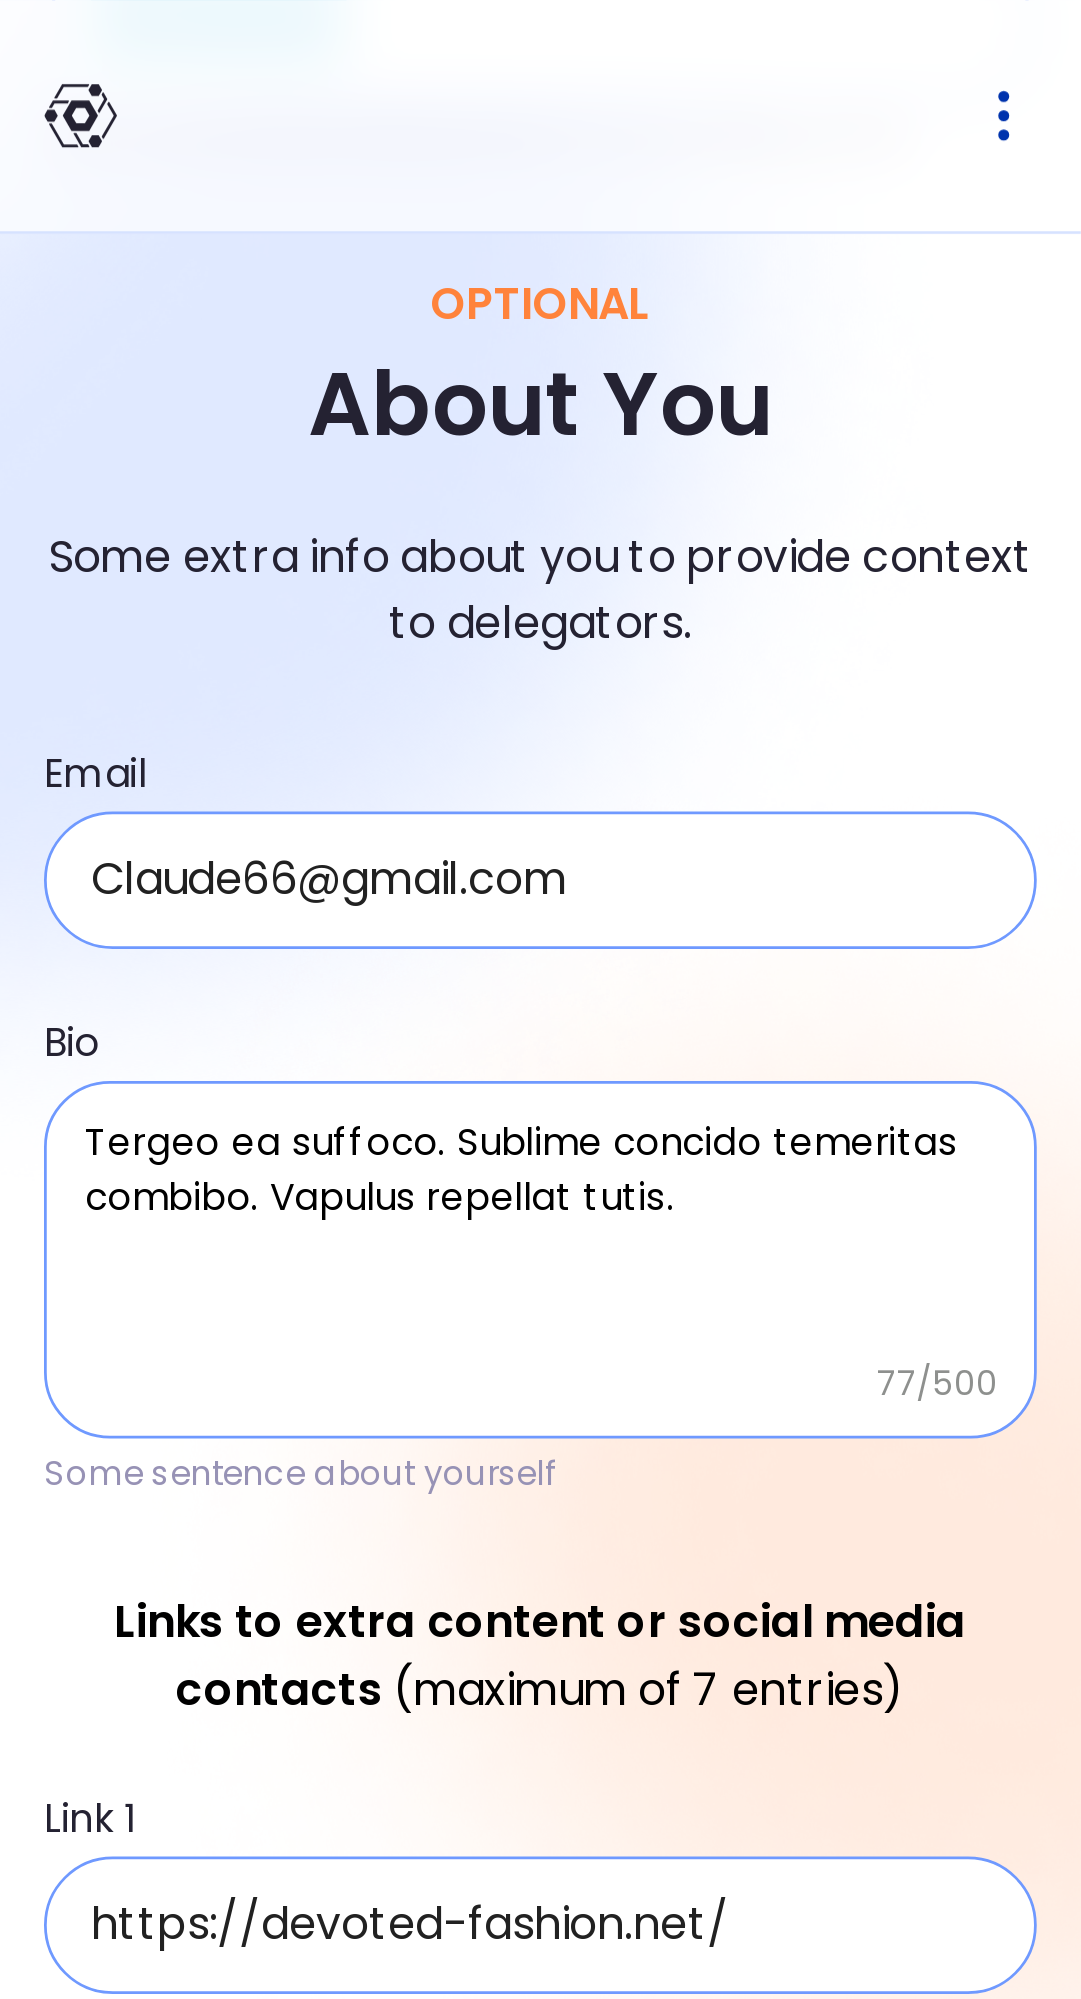 OPTIONAL
About You
Some extra info about you to provide context
to delegators.
Email
Claude66@gmail.com
Bio
Tergeo ea suffoco. Sublime concido temeritas
combibo. Vapulus repellat tutis.
77/500
Some sentence about yourself
Links to extra content or social media
contacts (maximum of 7 entries)
Link 1
https://devoted-fashion.net/